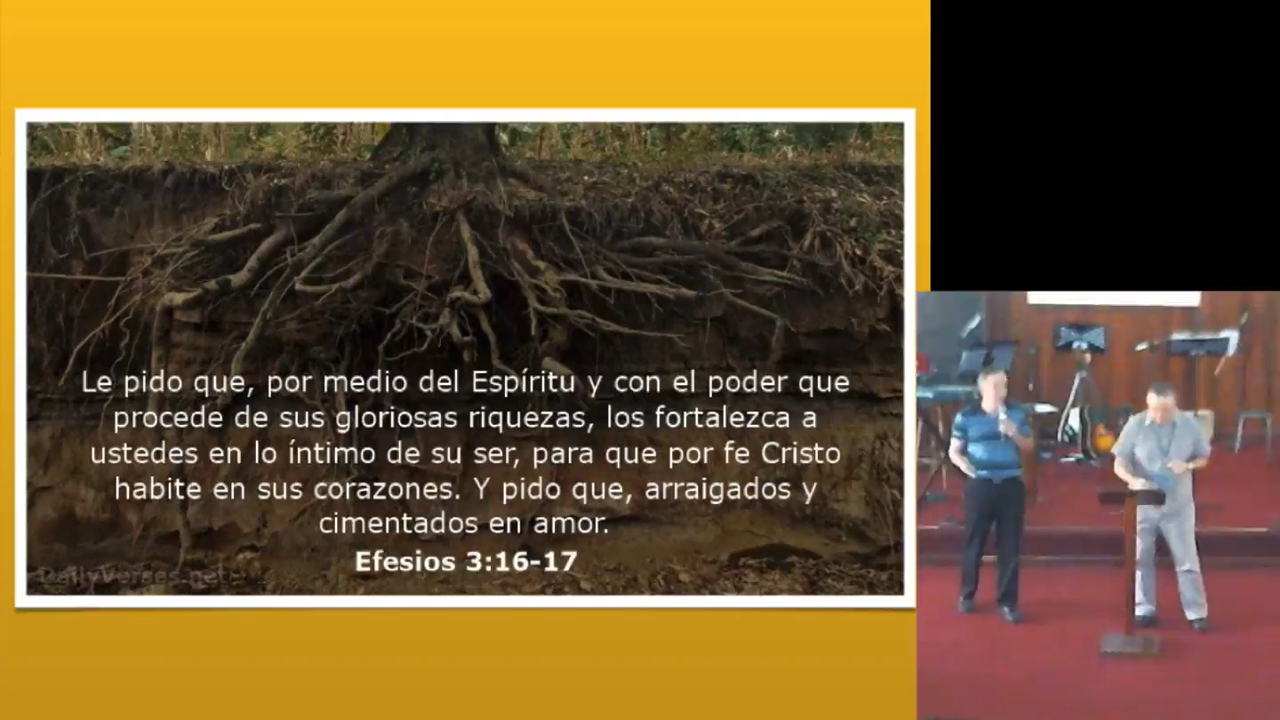 Le pido que, por medio del Espíritu y con el poder que
procede de sus gloriosas riquezas, los fortalezca a
ustedes en lo íntimo de su ser, para que por fe Cristo
habite en sus corazones. Y pido que, arraigados y
cimentados en amor.
Efesios 3:16-17
DailyVerses.net